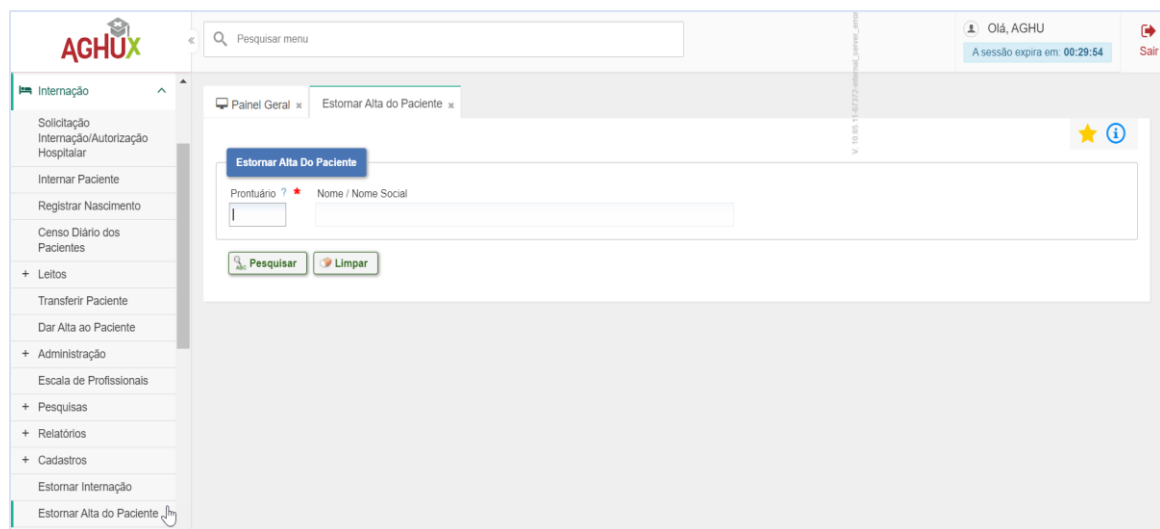 AGHUX
«
Pesquisar menu
Olá, AGHU
A sessão expira em: 00:29:54
Sair
Internação
Solicitação
Internação/Autorização
Hospitalar
Internar Paciente
Registrar Nascimento
Censo Diário dos
Pacientes
+ Leitos
Transferir Paciente
Dar Alta ao Paciente
+ Administração
Escala de Profissionais
+ Pesquisas
+ Relatórios
+ Cadastros
Estornar Internação
Estornar Alta do Paciente
Painel Geral ×
Estornar Alta do Paciente ×
Estornar Alta Do Paciente
Prontuário ? * Nome / Nome Social
Pesquisar
Limpar